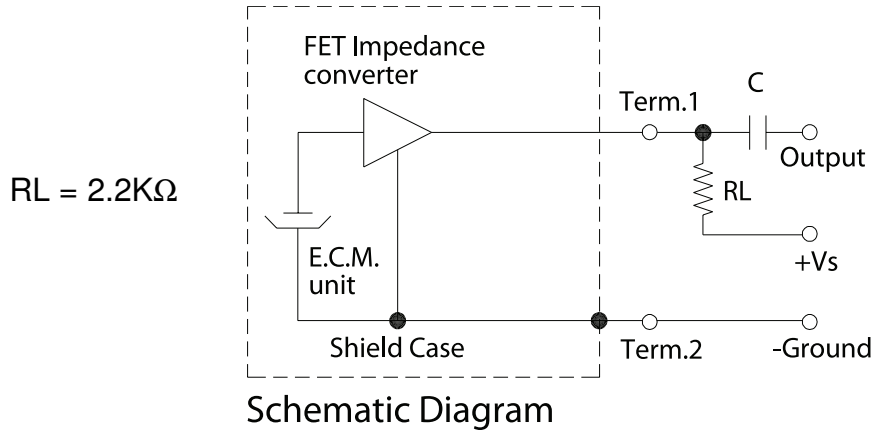 FET Impedance
converter
Term.1
C
Output
RL = 2.2KΩ
RL
E.C.M.
unit
+Vs
Shield Case
Term.2
-Ground
Schematic Diagram